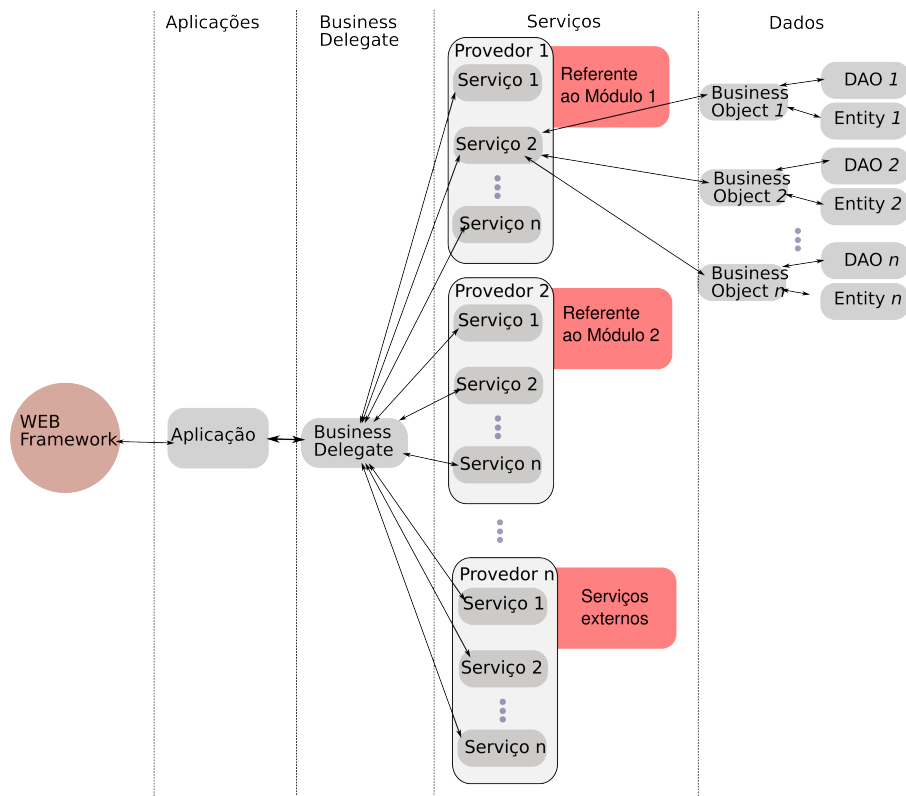 Aplicações
Business
Delegate
Serviços
Dados
WEB
Framework
Aplicação
Business
Delegate
Provedor 1
Serviço 1
Serviço 2
Serviço n
Referente
ao Módulo 1
Provedor 2
Serviço 1
Serviço 2
Serviço n
Referente
ao Módulo 2
Provedor n
Serviço 1
Serviço 2
Serviço n
Serviços
externos
Business
Object 1
DAO 1
Entity 1
Business
Object 2
DAO 2
Entity 2
Business
Object n
DAO n
Entity n